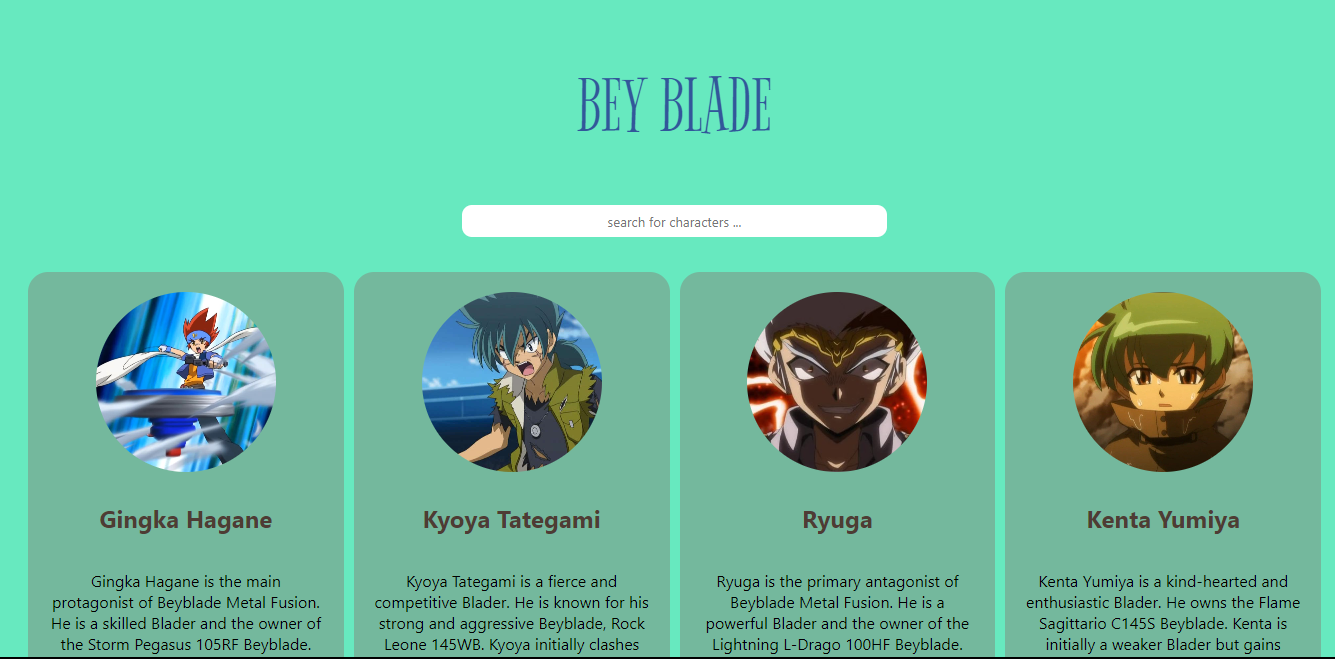 BEY BLADE
search for characters ...
Gingka Hagane
Gingka Hagane is the main
protagonist of Beyblade Metal Fusion.
He is a skilled Blader and the owner of
the Storm Pegasus 105RF Beyblade.
Kyoya Tategami
Kyoya Tategami is a fierce and
competitive Blader. He is known for his
strong and aggressive Beyblade, Rock
Leone 145WB. Kyoya initially clashes
Ryuga
Ryuga is the primary antagonist of
Beyblade Metal Fusion. He is a
powerful Blader and the owner of the
Lightning L-Drago 100HF Beyblade.
Kenta Yumiya
Kenta Yumiya is a kind-hearted and
enthusiastic Blader. He owns the Flame
Sagittario C145S Beyblade. Kenta is
initially a weaker Blader but gains